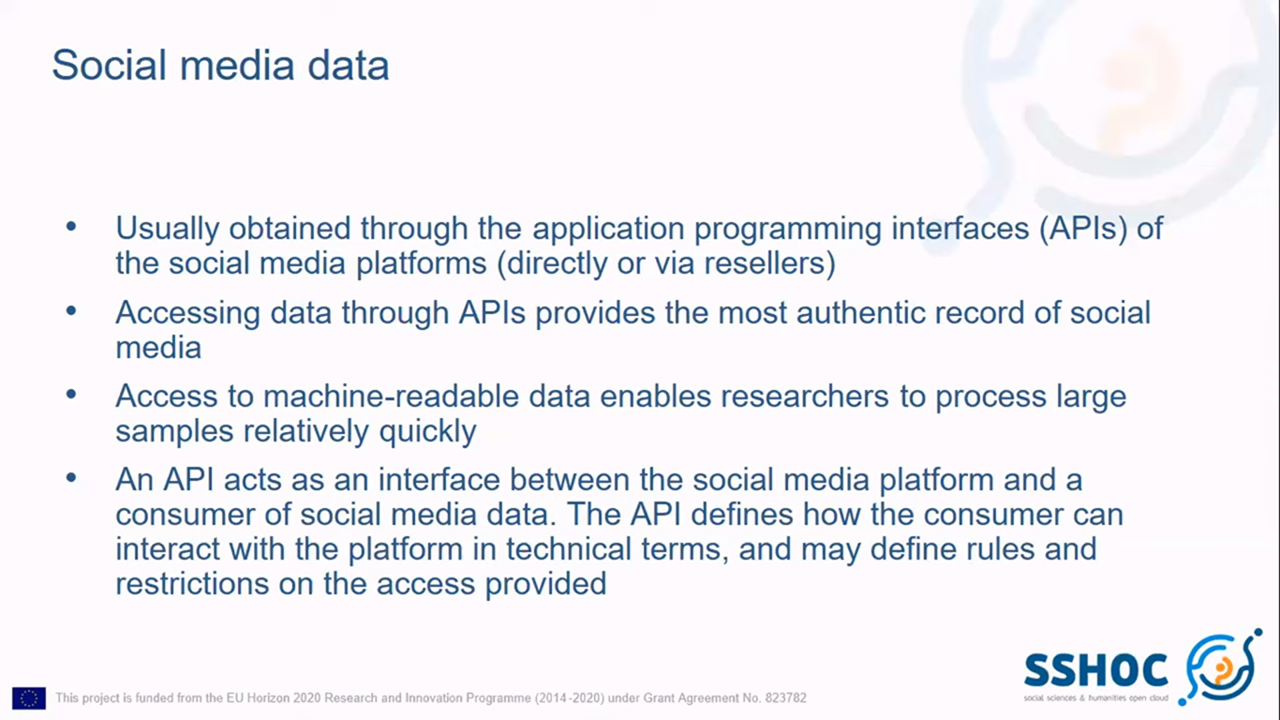 Social media data
• Usually obtained through the application programming interfaces (APIs) of
the social media platforms (directly or via resellers)
• Accessing data through APIs provides the most authentic record of social
media
• Access to machine-readable data enables researchers to process large
samples relatively quickly
• An API acts as an interface between the social media platform and a
consumer of social media data. The API defines how the consumer can
interact with the platform in technical terms, and may define rules and
restrictions on the access provided
SSHOC
social sciences & humanities open cloud
This project is funded from the EU Horizon 2020 Research and Innovation Programme (2014-2020) under Grant Agreement No. 823782